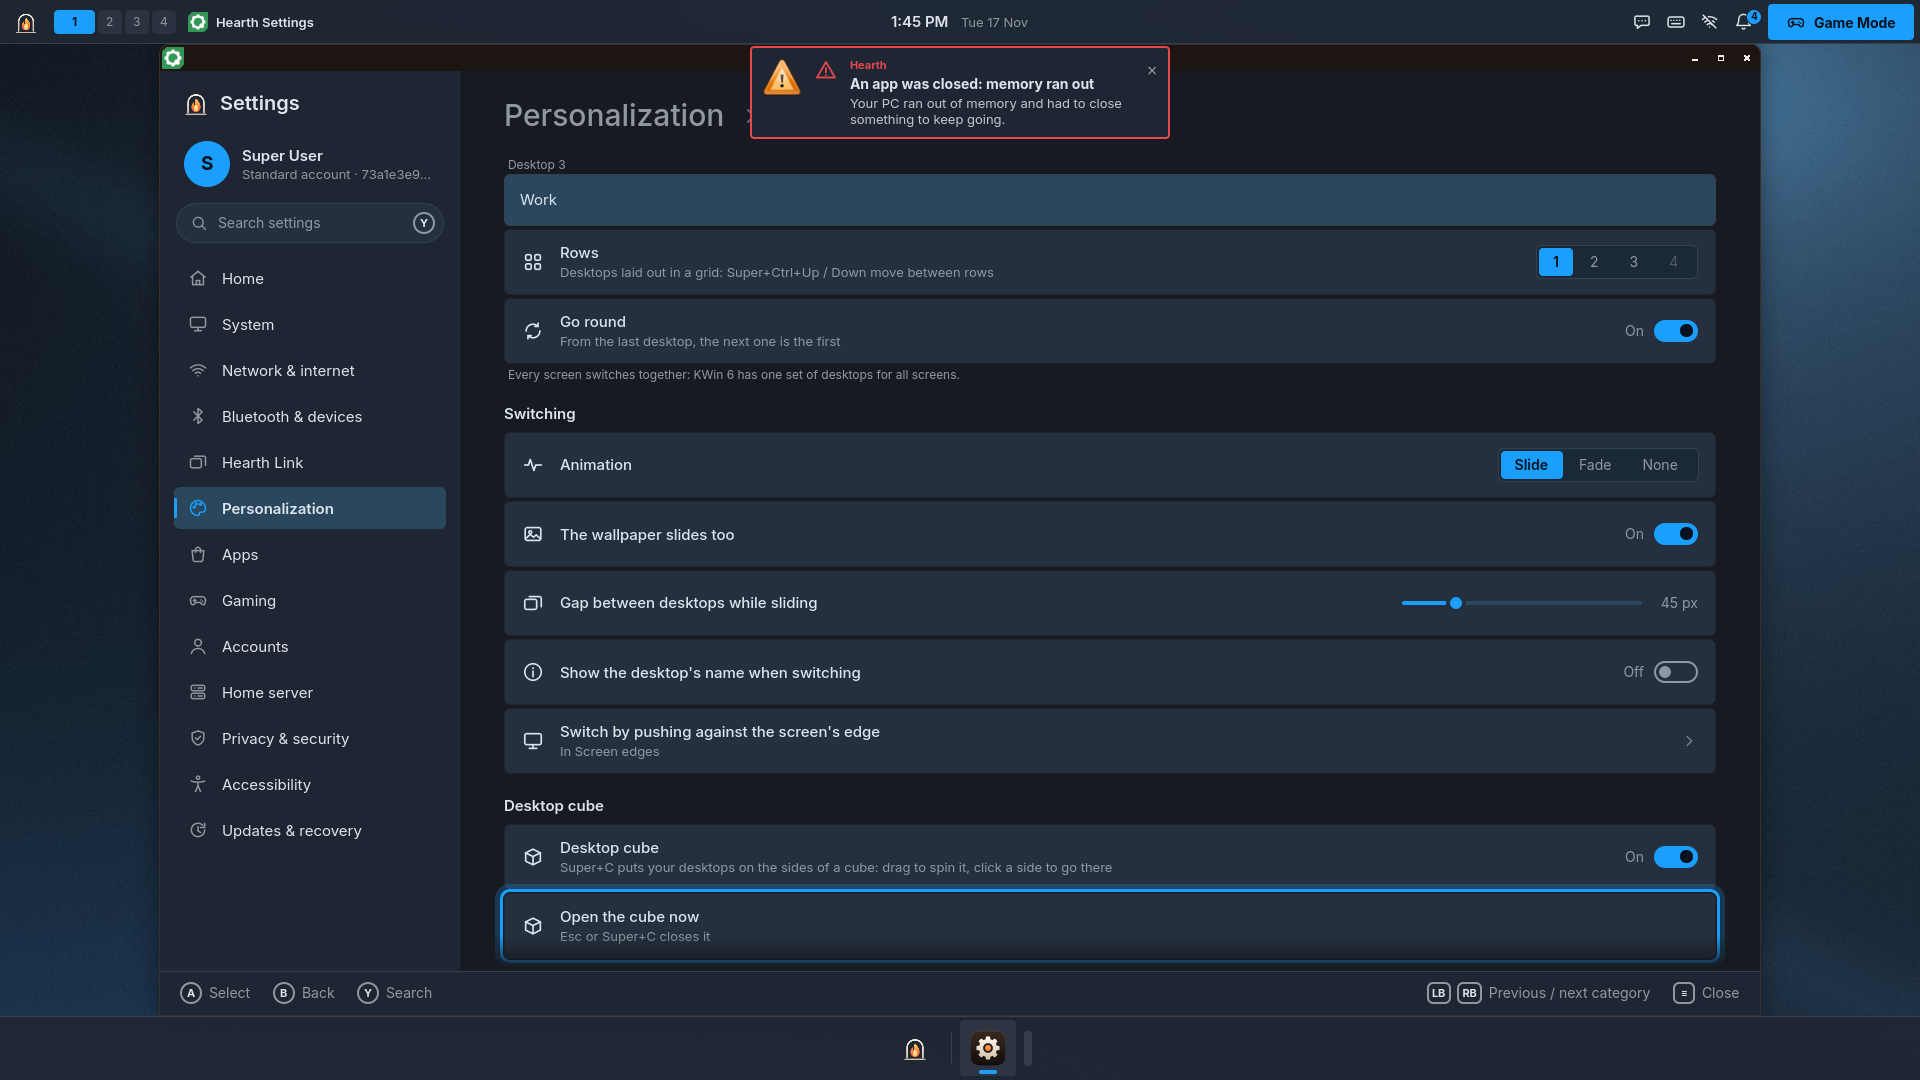 1 2 3 4 Hearth Settings 1:45 PM Tue 17 Nov 4 Game Mode
Hearth
An app was closed: memory ran out
Your PC ran out of memory and had to close
something to keep going.
Settings
S
Super User
Standard account · 73a1e3e9...
Search settings Y
Home
System
Network & internet
Bluetooth & devices
Hearth Link
Personalization
Apps
Gaming
Accounts
Home server
Privacy & security
Accessibility
Updates & recovery
Personalization
Desktop 3
Work
Rows
Desktops laid out in a grid: Super+Ctrl+Up / Down move between rows
1 2 3 4
Go round
From the last desktop, the next one is the first
On
Every screen switches together: KWin 6 has one set of desktops for all screens.
Switching
Animation Slide Fade None
The wallpaper slides too On
Gap between desktops while sliding 45 px
Show the desktop's name when switching Off
Switch by pushing against the screen's edge
In Screen edges
Desktop cube
Desktop cube
Super+C puts your desktops on the sides of a cube: drag to spin it, click a side to go there
On
Open the cube now
Esc or Super+C closes it
A Select B Back Y Search LB RB Previous / next category Close